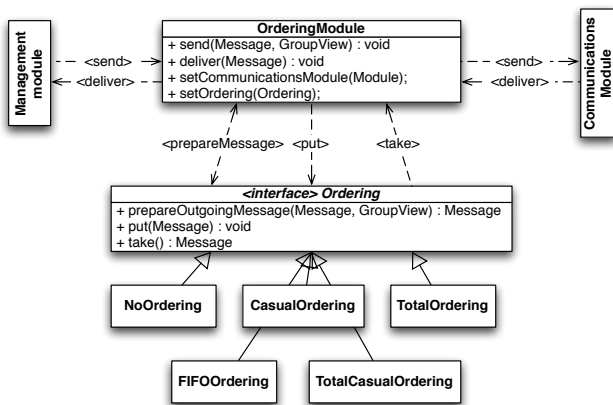 OrderingModule
+ send(Message, GroupView) : void
+ deliver(Message) : void
+ setCommunicationsModule(Module);
+ setOrdering(Ordering);
Management
module
<send>
<deliver>
<send>
<deliver>
Communications
Module
<prepareMessage>
<put>
<take>
<interface> Ordering
+ prepareOutgoingMessage(Message, GroupView) : Message
+ put(Message) : void
+ take() : Message
NoOrdering
CasualOrdering
TotalOrdering
FIFOOrdering
TotalCasualOrdering